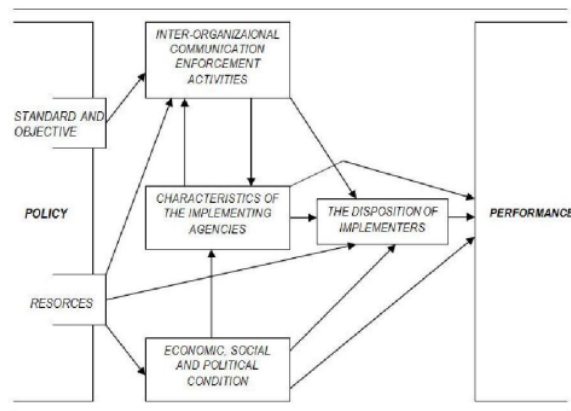 INTER-ORGANIZAIONAL
COMMUNICATION
ENFORCEMENT
ACTIVITIES
STANDARD AND
OBJECTIVE
POLICY
CHARACTERISTICS OF
THE IMPLEMENTING
AGENCIES
THE DISPOSITION OF
IMPLEMENTERS
PERFORMANCE
RESORCES
ECONOMIC, SOCIAL
AND POLITICAL
CONDITION